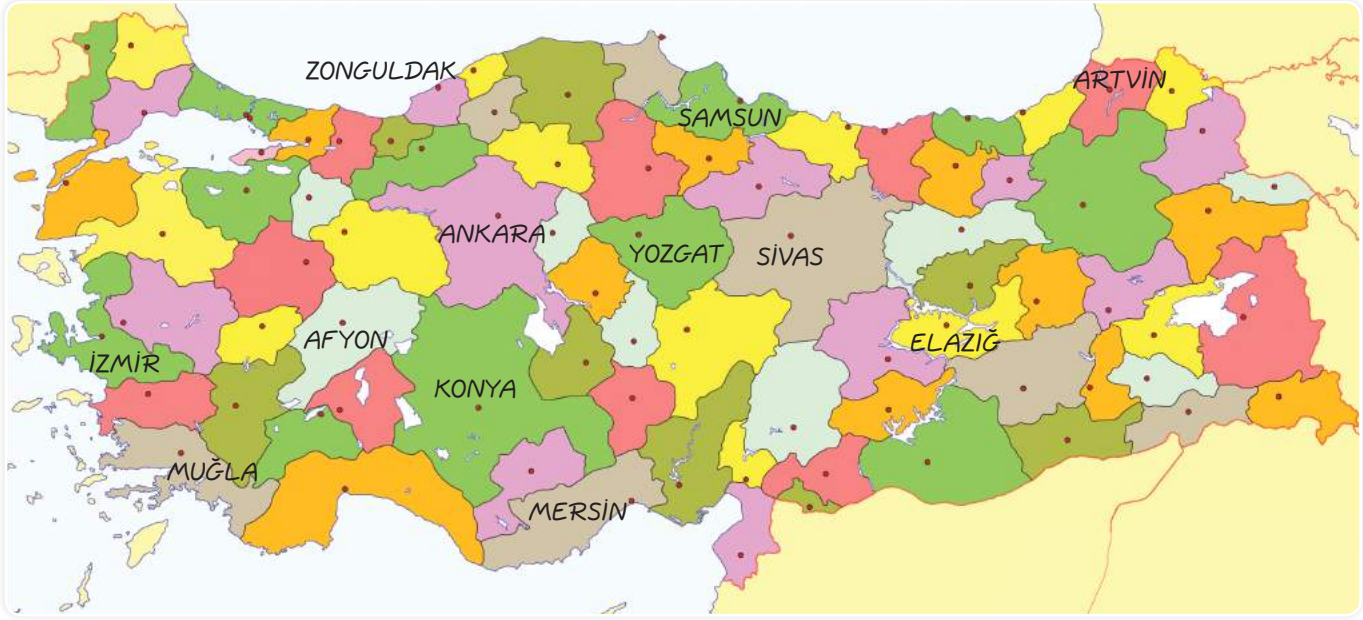 ZONGULDAK
ARTVİN
SAMSUN
ANKARA
YOZGAT
SİVAS
AFYON
ELAZIĞ
İZMİR
KONYA
MUĞLA
MERSİN